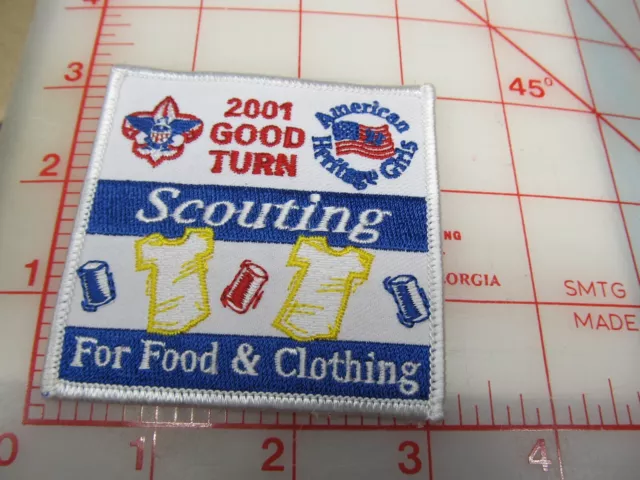 2001
GOOD
TURN
American
Heritage Girls
Scouting
For Food & Clothing
45°
NG
ORGIA
SMTG
MADE
3
2
1
0
1
2
3
4